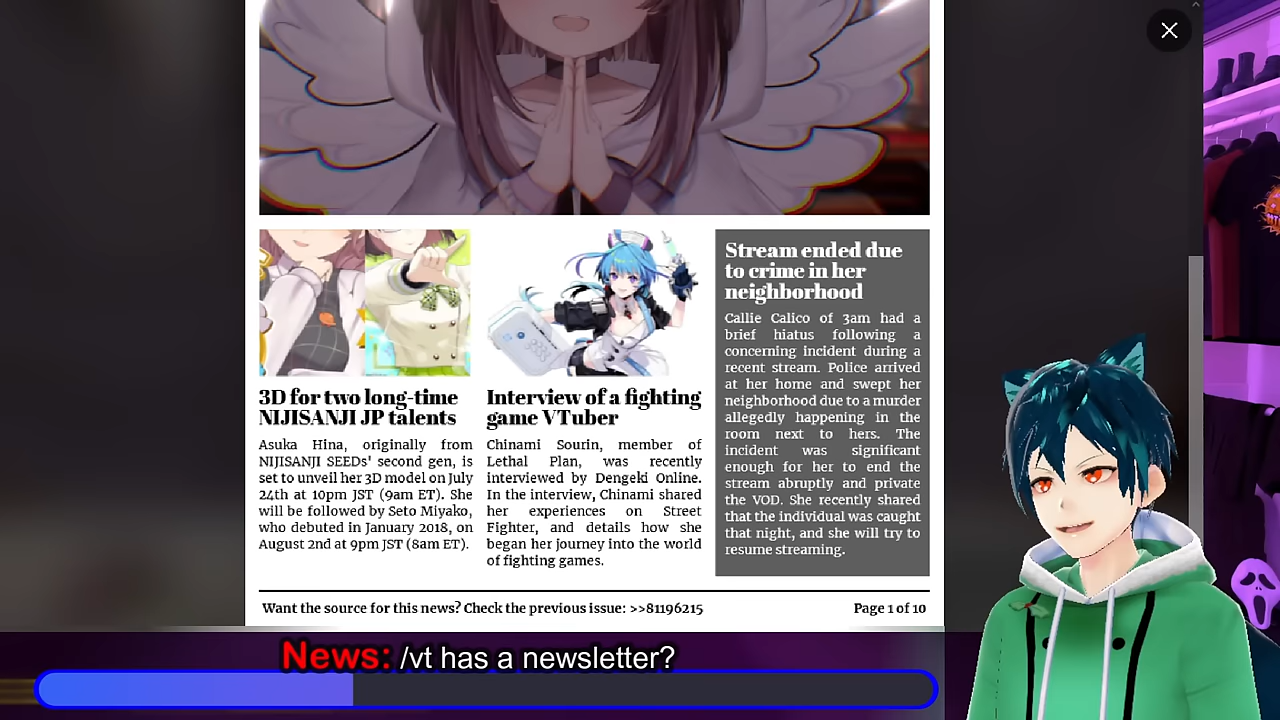 3D for two long-time
NIJISANJI JP talents
Asuka Hina, originally from
NIJISANJI SEEDs' second gen, is
set to unveil her 3D model on July
24th at 10pm JST (9am ET). She
will be followed by Seto Miyako,
who debuted in January 2018, on
August 2nd at 9pm JST (8am ET).
Interview of a fighting
game VTuber
Chinami Sourin, member of
Lethal Plan, was recently
interviewed by Dengeki Online.
In the interview, Chinami shared
her experiences on Street
Fighter, and details how she
began her journey into the world
of fighting games.
Stream ended due
to crime in her
neighborhood
Callie Calico of 3am had a
brief hiatus following a
concerning incident during a
recent stream. Police arrived
at her home and swept her
neighborhood due to a murder
allegedly happening in the
room next to hers. The
incident was significant
enough for her to end the
stream abruptly and private
the VOD. She recently shared
that the individual was caught
that night, and she will try to
resume streaming.
Want the source for this news? Check the previous issue: >>81196215
Page 1 of 10
News: /vt has a newsletter?